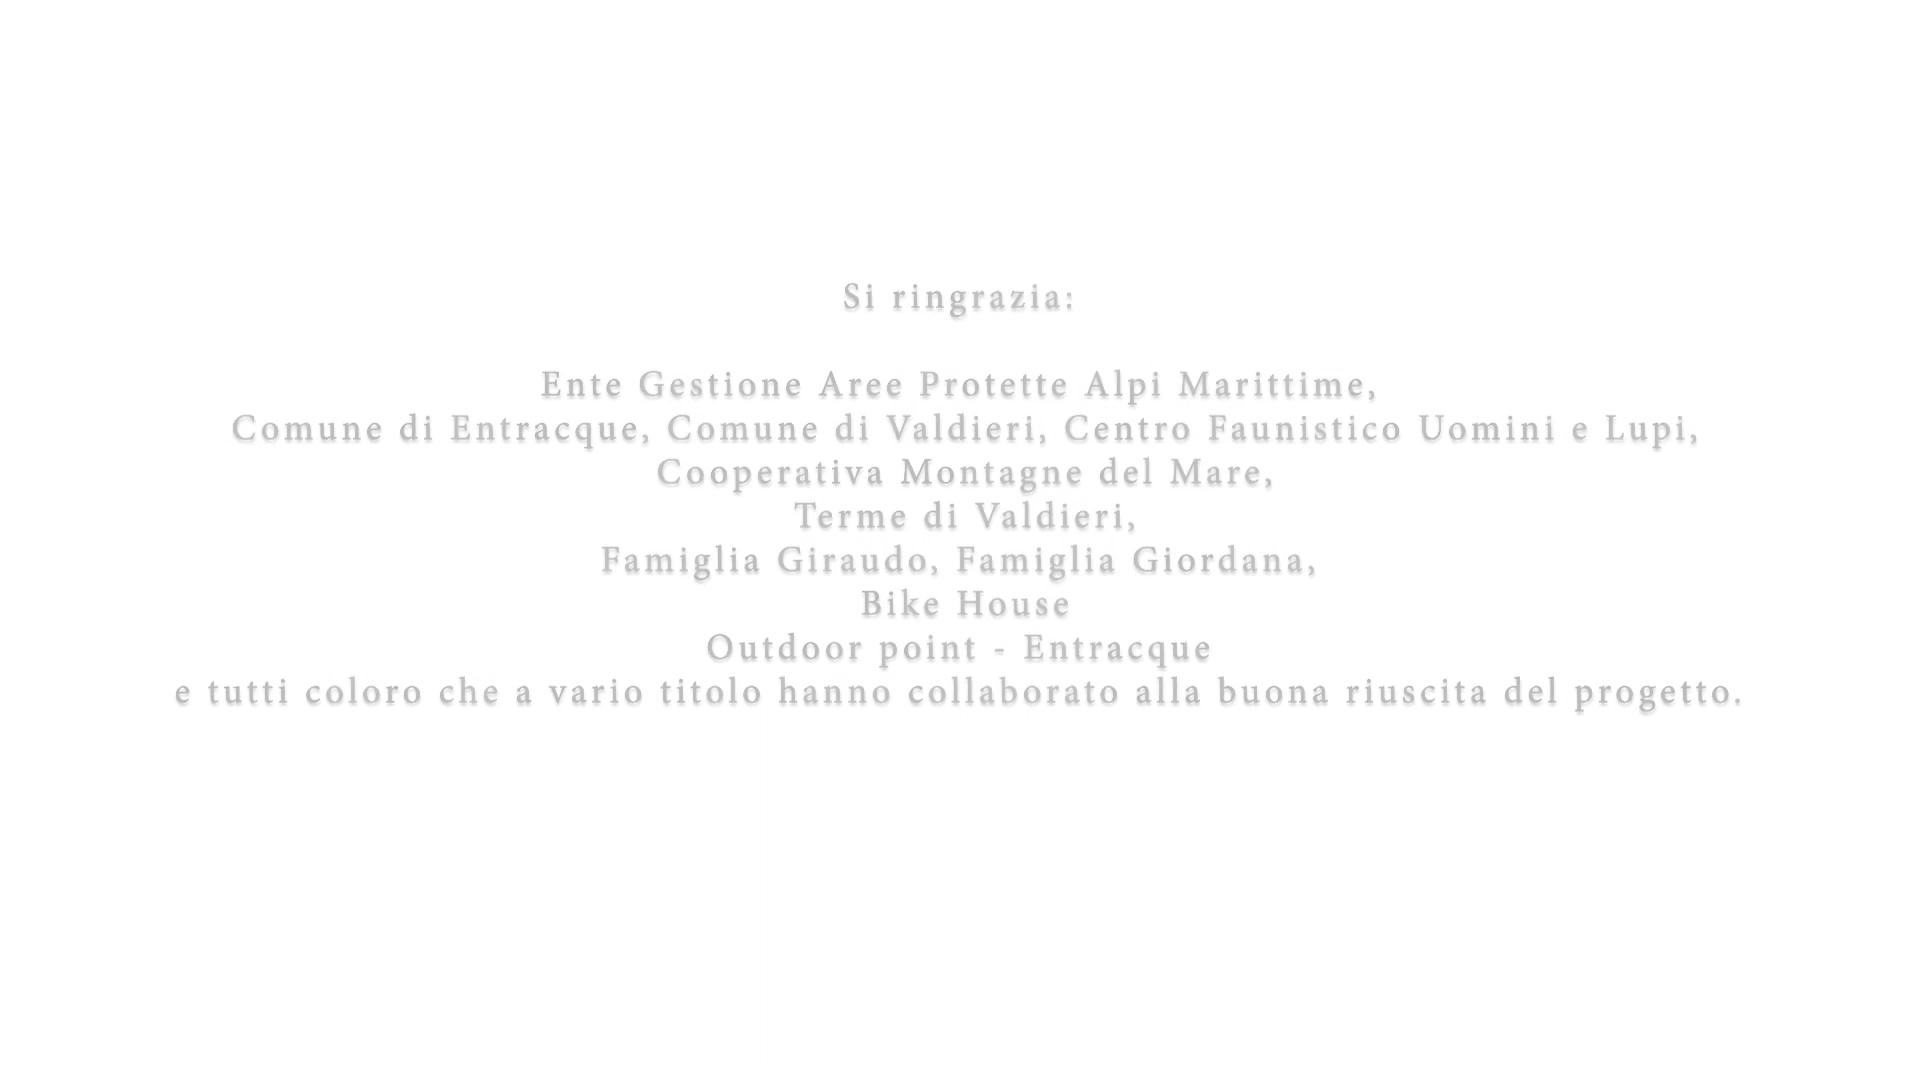 Si ringrazia:
Ente Gestione Aree Protette Alpi Marittime,
Comune di Entracque, Comune di Valdieri, Centro Faunistico Uomini e Lupi,
Cooperativa Montagne del Mare,
Terme di Valdieri,
Famiglia Giraudo, Famiglia Giordana,
Bike House
Outdoor point - Entracque
e tutti coloro che a vario titolo hanno collaborato alla buona riuscita del progetto.